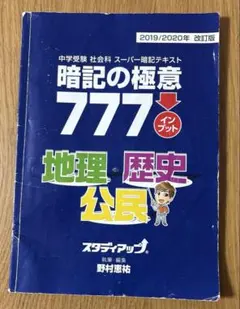 2019/2020年 改訂版
中学受験 社会科 スーパー暗記テキスト
暗記の極意
777
インプット
地理・歴史
公民
スタディアップ
執筆・編集
野村恵祐